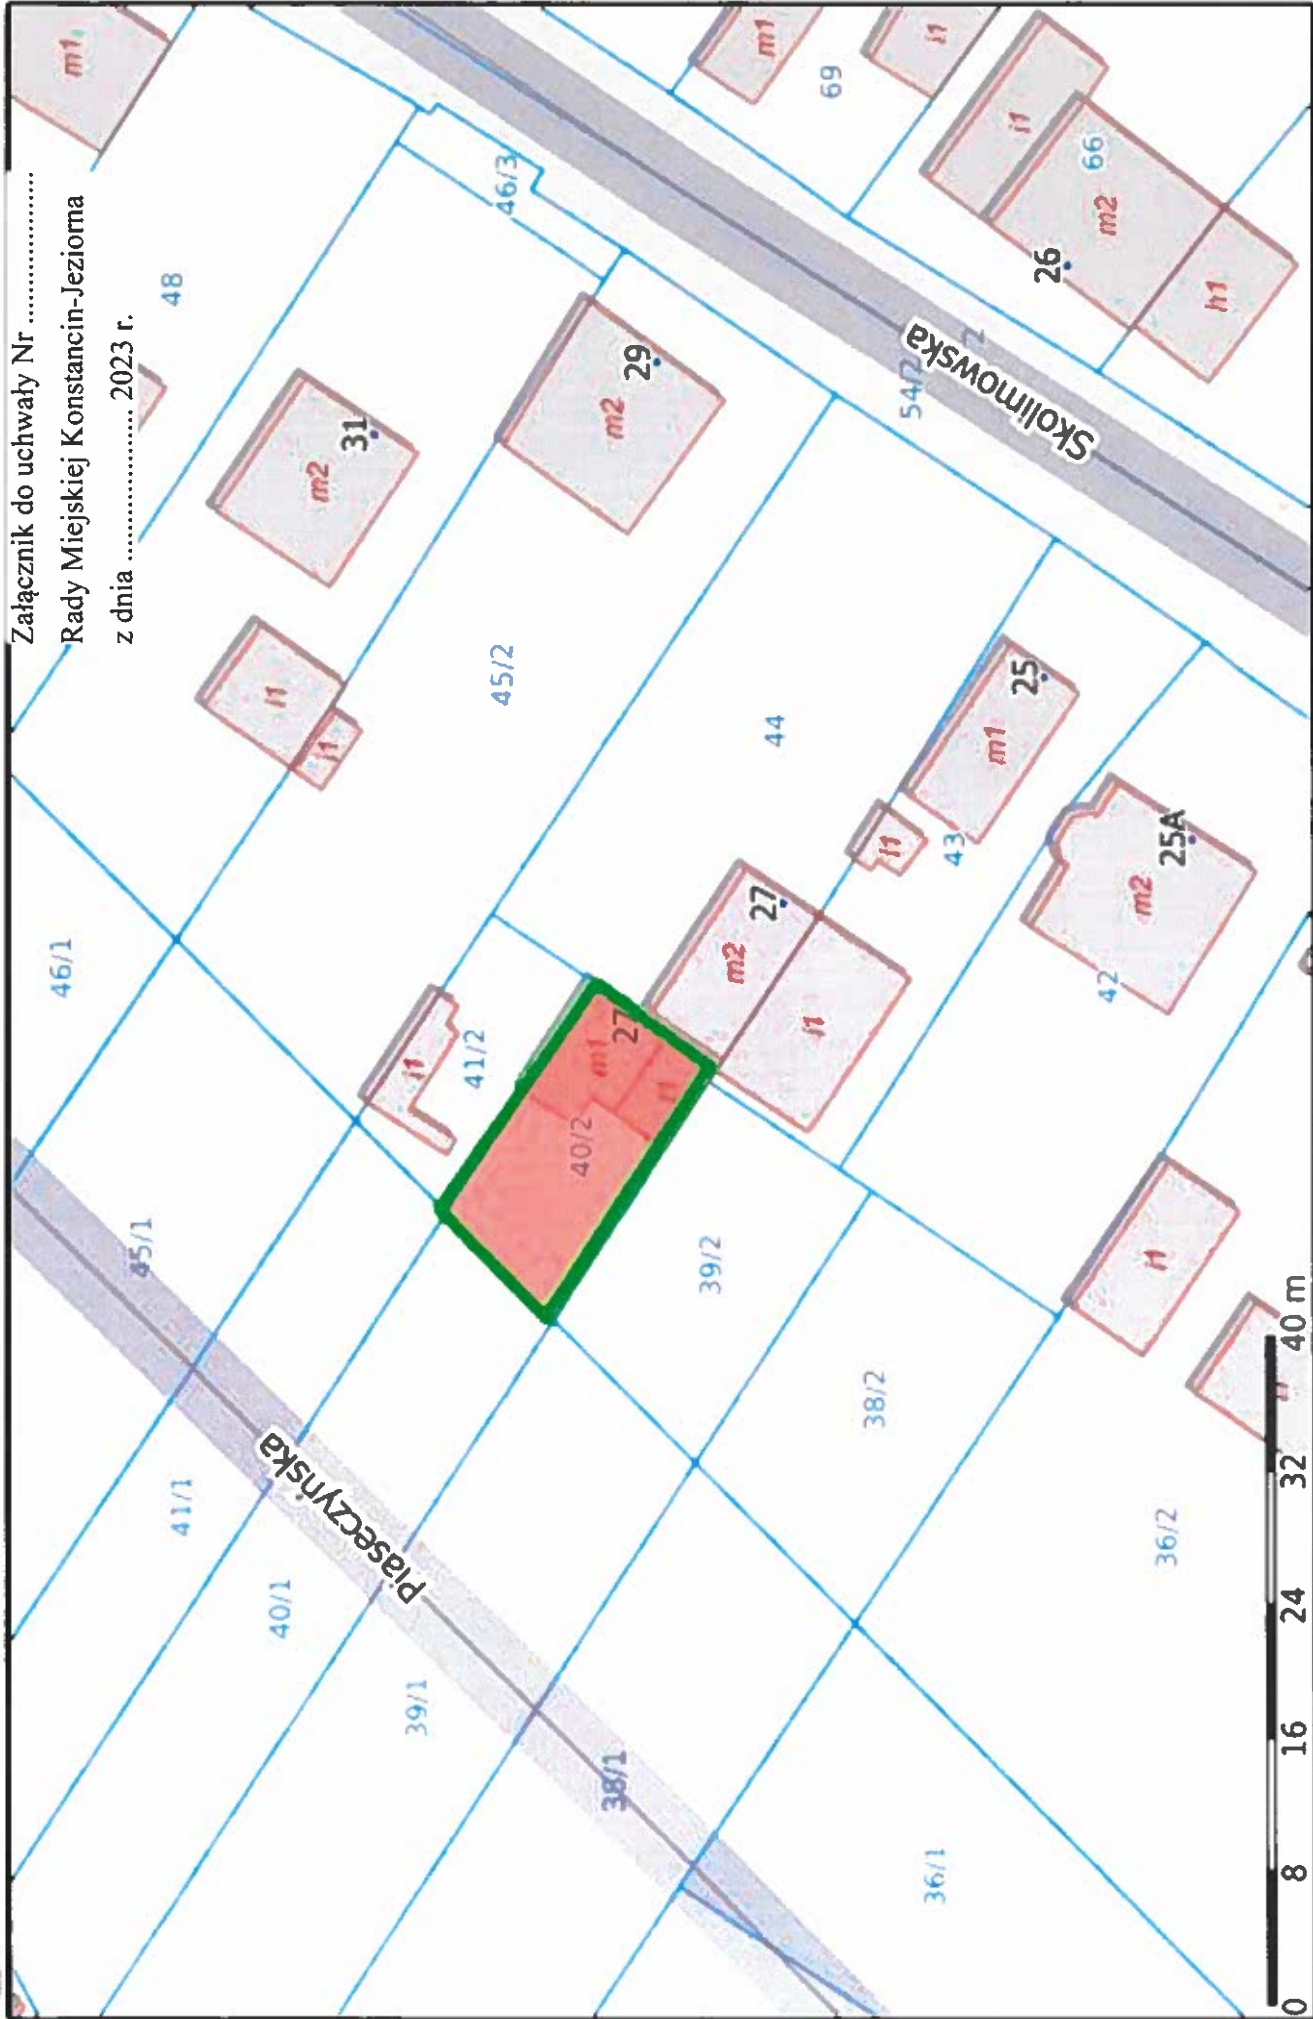 Załącznik do uchwały Nr ....................
Rady Miejskiej Konstancin-Jeziorna
z dnia .................... 2023 r.
m1
48
46/3
m1
69
i1
i1
66
m2
26
h1
31
m2
29
m2
54/2
2
Skolimowska
i1
i1
45/2
44
25
m1
i1
43
25A
m2
42
46/1
i1
41/2
27
m1
i1
40/2
27
m2
i1
45/1
39/2
i1
38/2
41/1
Piaseczyńska
40/1
36/2
39/1
38/1
36/1
0 8 16 24 32 40 m